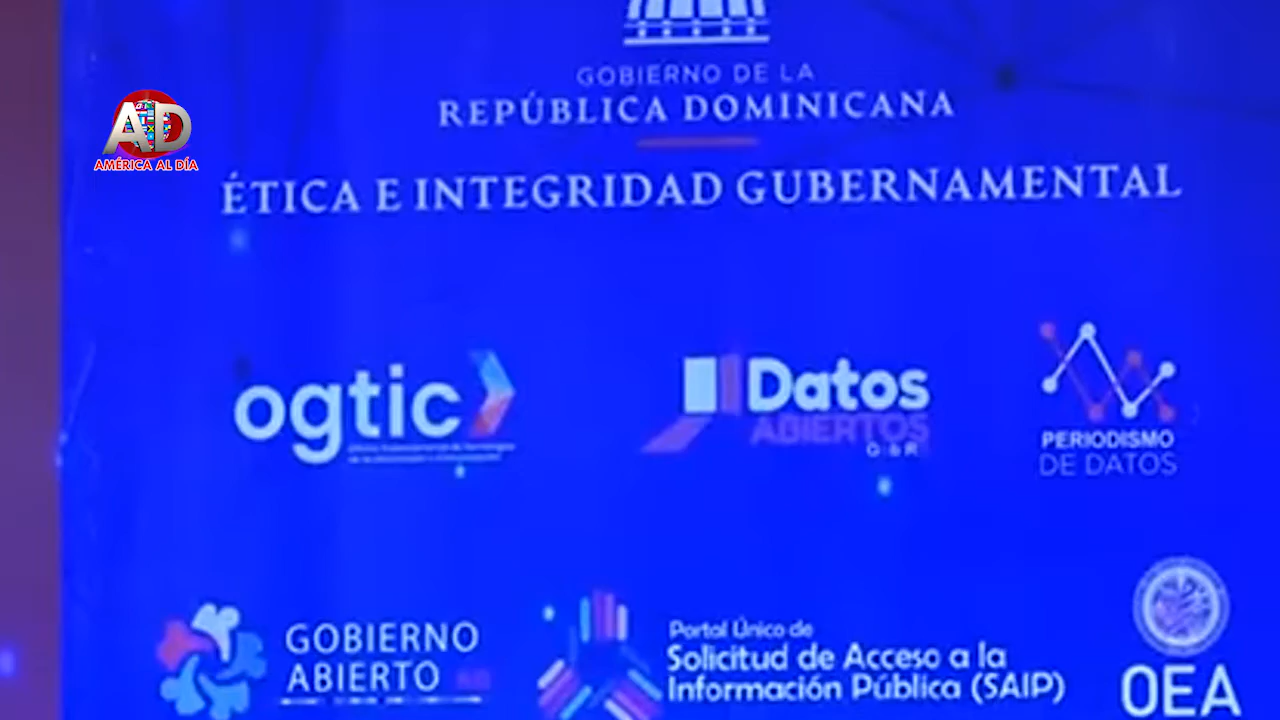 GOBIERNO DE LA
REPÚBLICA DOMINICANA
AD
AMÉRICA AL DÍA
ÉTICA E INTEGRIDAD GUBERNAMENTAL
ogtic
Datos
ABIERTOS
PERIODISMO
DE DATOS
GOBIERNO
ABIERTO
Portal Único de
Solicitud de Acceso a la
Información Pública (SAIP)
OEA